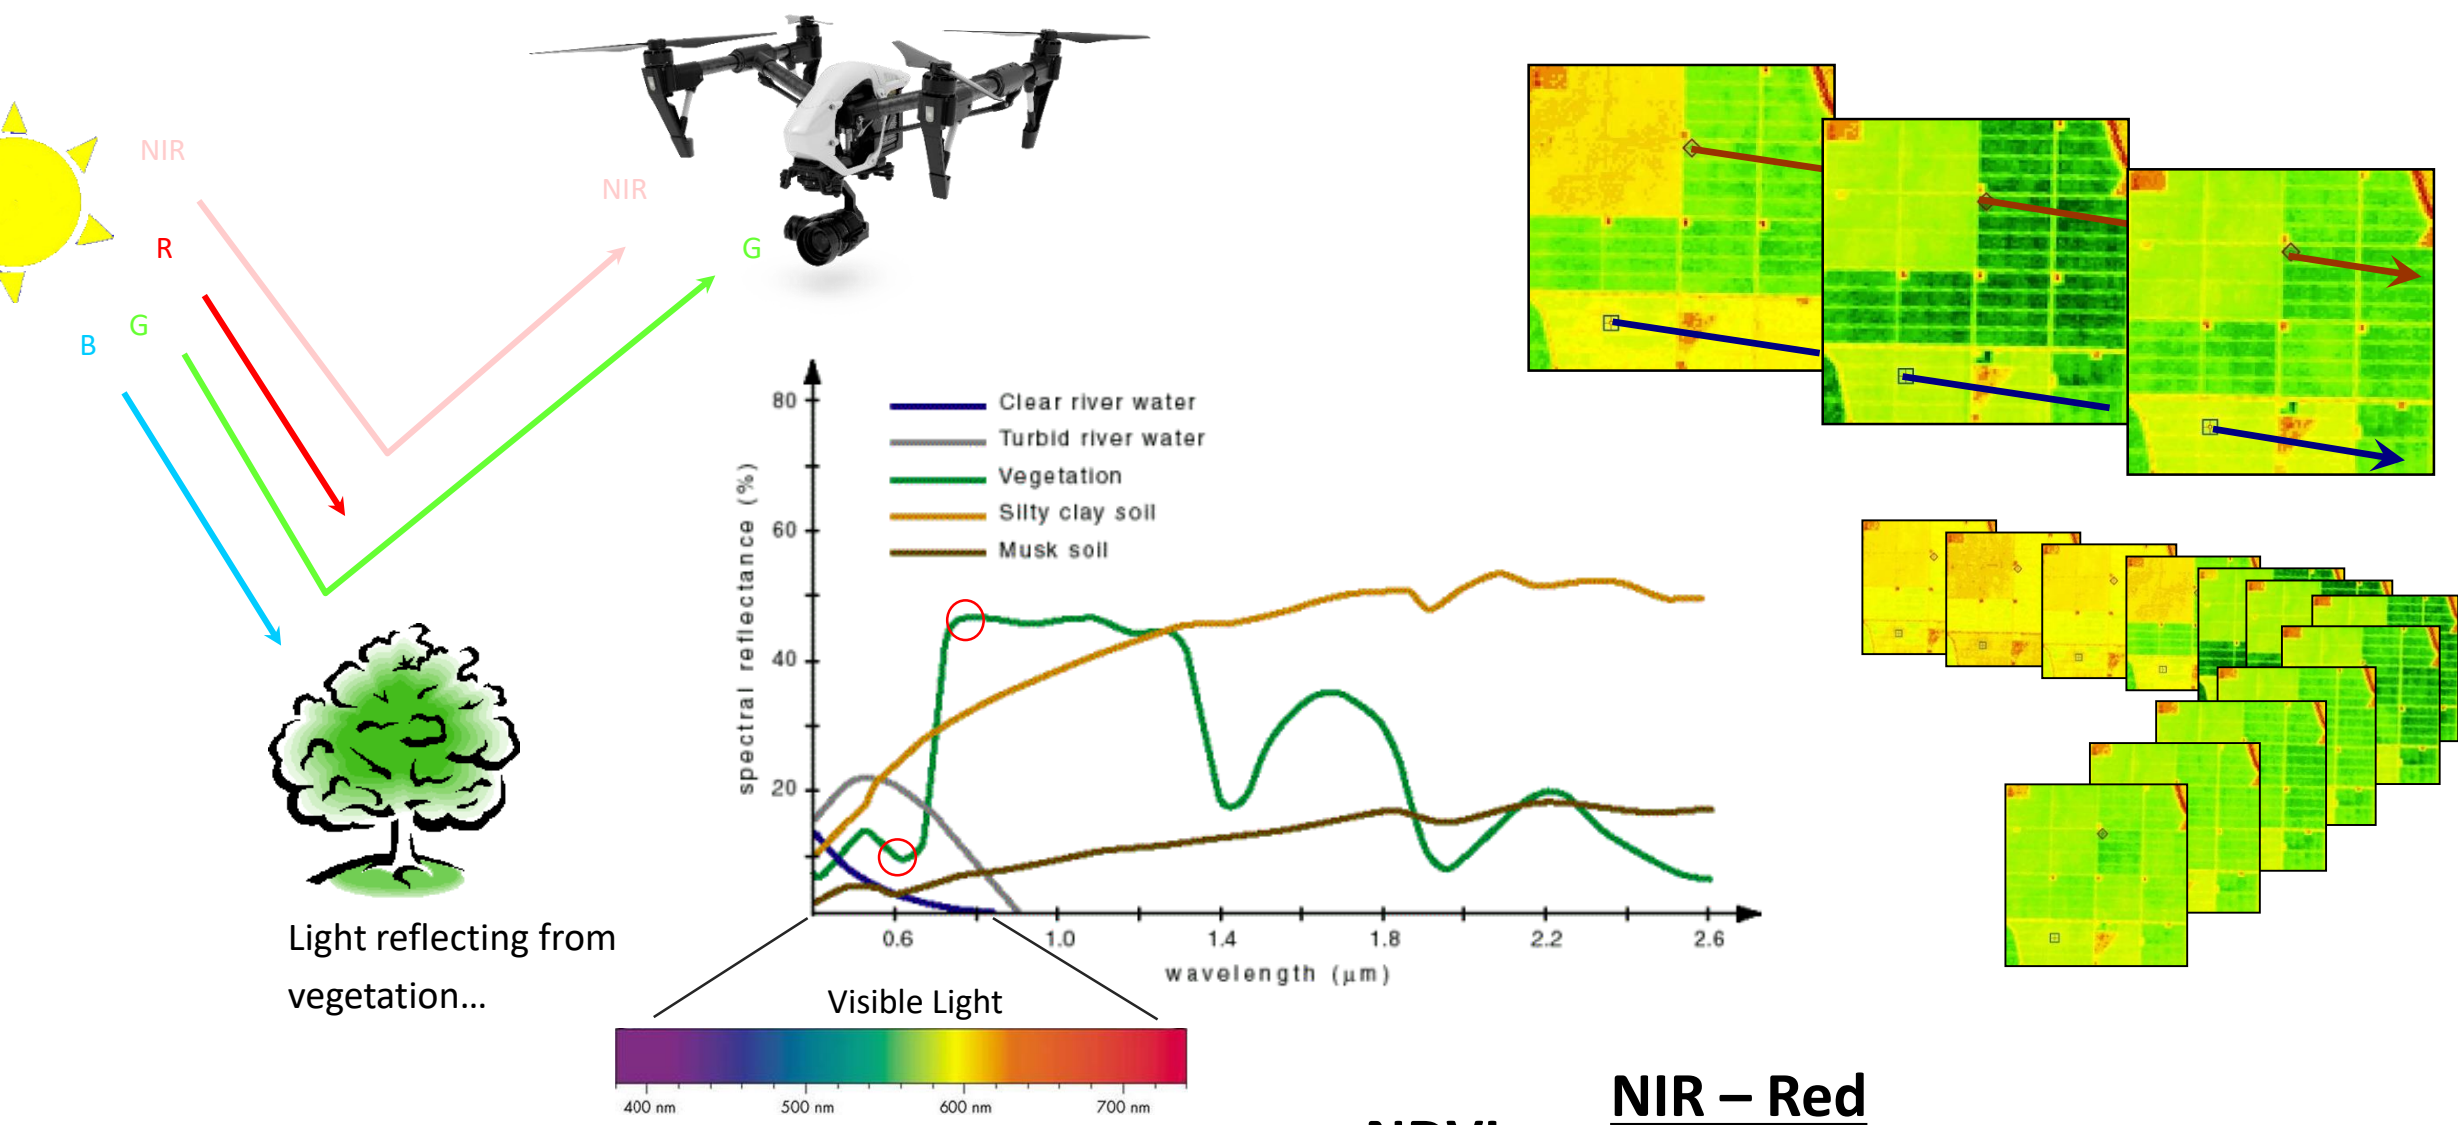 NIR
NIR
R
G
G
B
80
60
40
20
spectral reflectance (%)
Clear river water
Turbid river water
Vegetation
Silty clay soil
Musk soil
0.6 1.0 1.4 1.8 2.2 2.6
wavelength (μm)
Light reflecting from
vegetation...
Visible Light
400 nm 500 nm 600 nm 700 nm
NIR – Red
NDVI